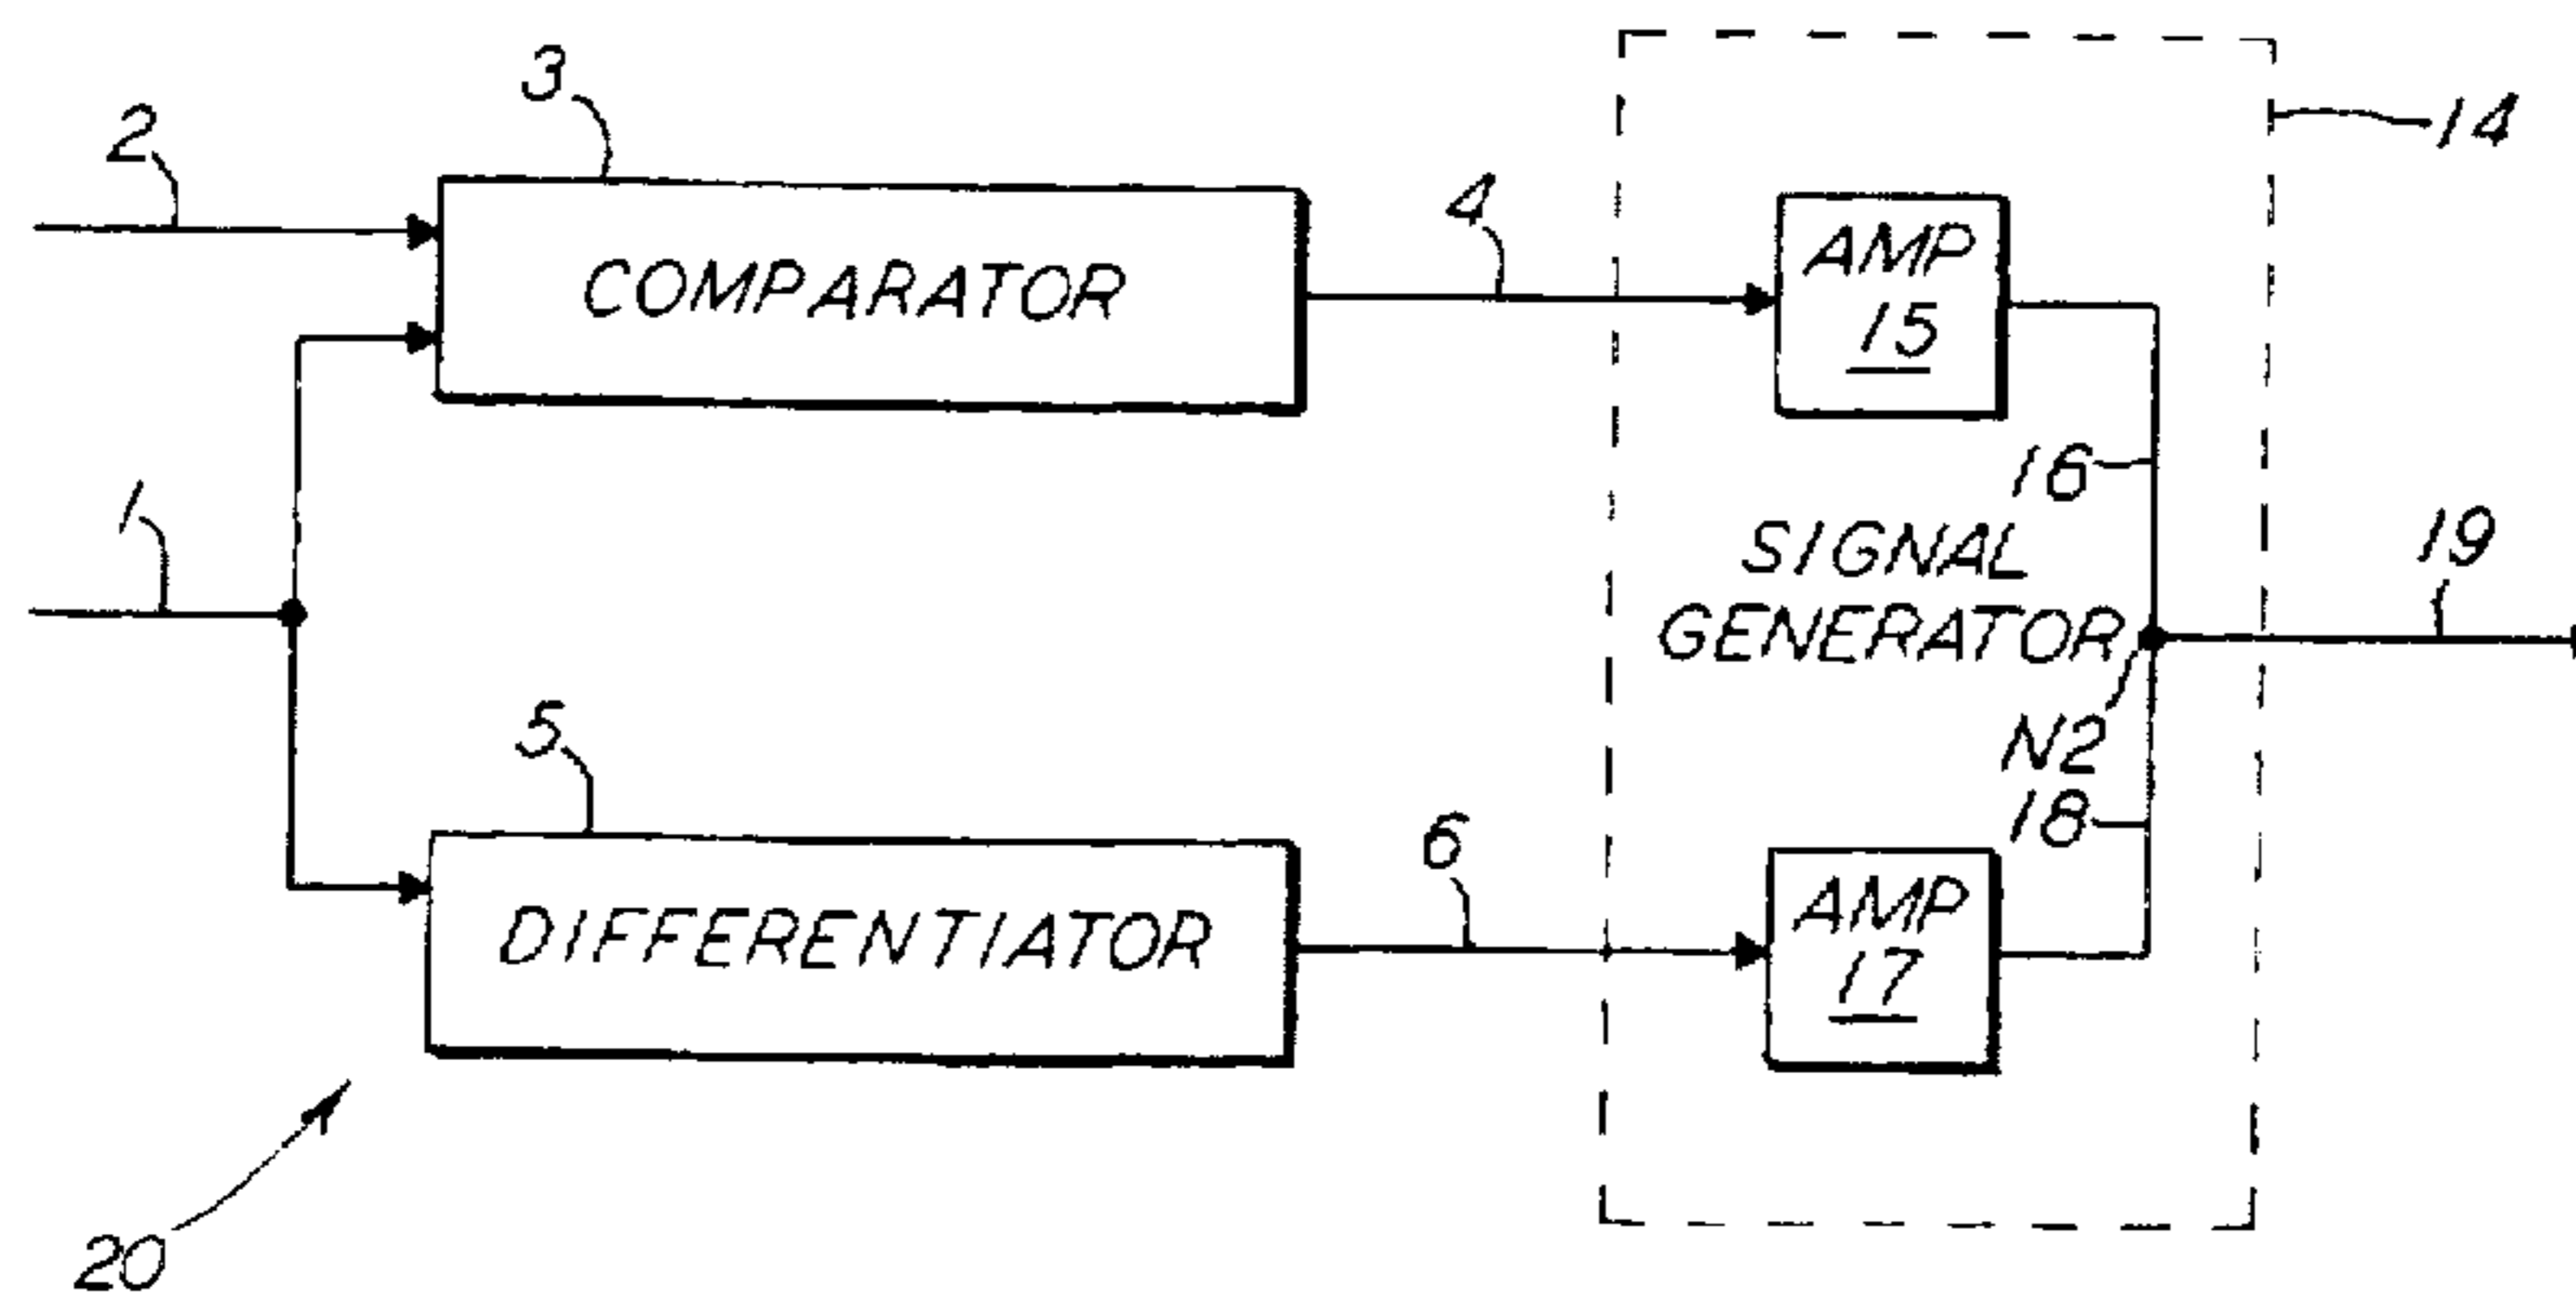 3
2
14
4
COMPARATOR
AMP
15
16
1
SIGNAL
GENERATOR
19
N2
5
18
6
AMP
17
DIFFERENTIATOR
20